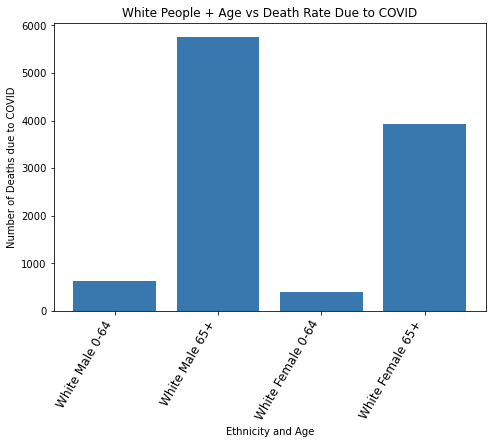 White People + Age vs Death Rate Due to COVID
Number of Deaths due to COVID
6000
5000
4000
3000
2000
1000
0
White Male 0-64
White Male 65+
White Female 0-64
White Female 65+
Ethnicity and Age